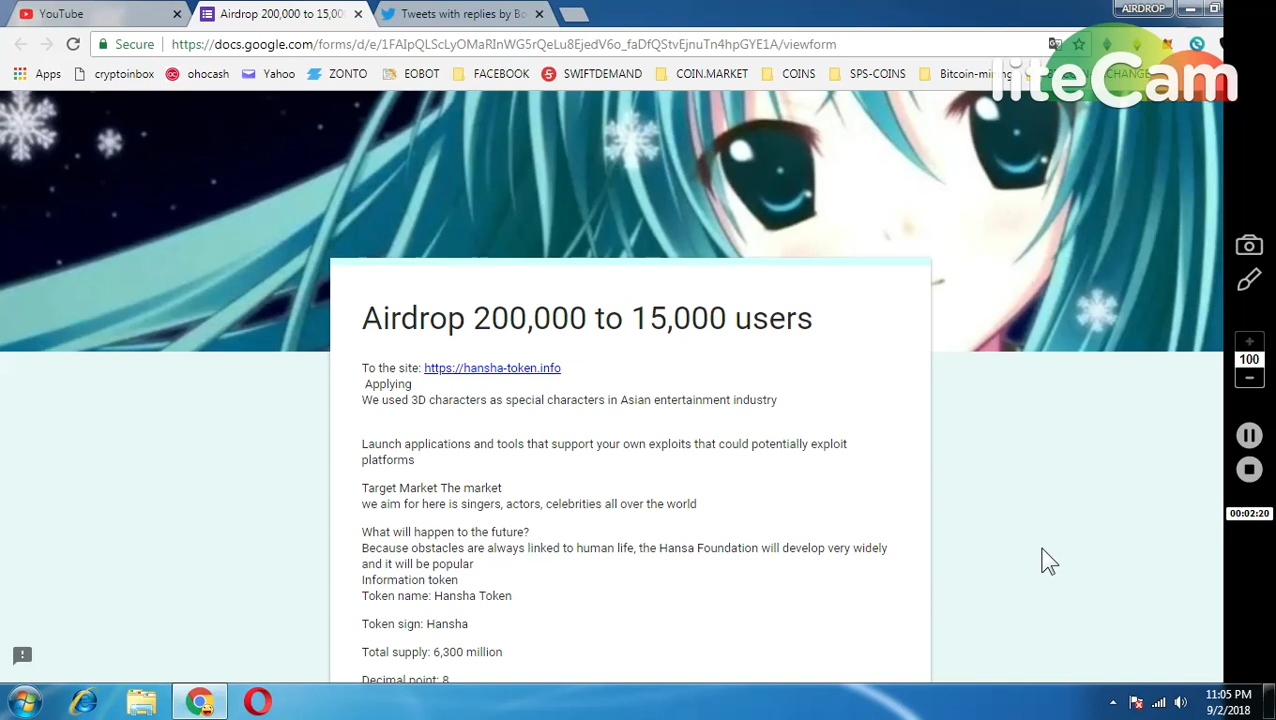 YouTube
Airdrop 200,000 to 15,00
Tweets with replies by Bo
AIRDROP
Secure
https://docs.google.com/forms/d/e/1FAIpQLScLyOMaRInWG5rQeLu8EjedV6o_faDfQStvEjnuTn4hpGYE1A/viewform
Apps cryptoinbox ohocash Yahoo ZONTO EOBOT FACEBOOK SWIFTDEMAND COIN.MARKET COINS SPS-COINS
liteCam
Airdrop 200,000 to 15,000 users
To the site: https://hansha-token.info
Applying
We used 3D characters as special characters in Asian entertainment industry
Launch applications and tools that support your own exploits that could potentially exploit
platforms
Target Market The market
we aim for here is singers, actors, celebrities all over the world
What will happen to the future?
Because obstacles are always linked to human life, the Hansa Foundation will develop very widely
and it will be popular
Information token
Token name: Hansha Token
Token sign: Hansha
Total supply: 6,300 million
Decimal point: 8
100
00:02:20
11:05 PM
9/2/2018